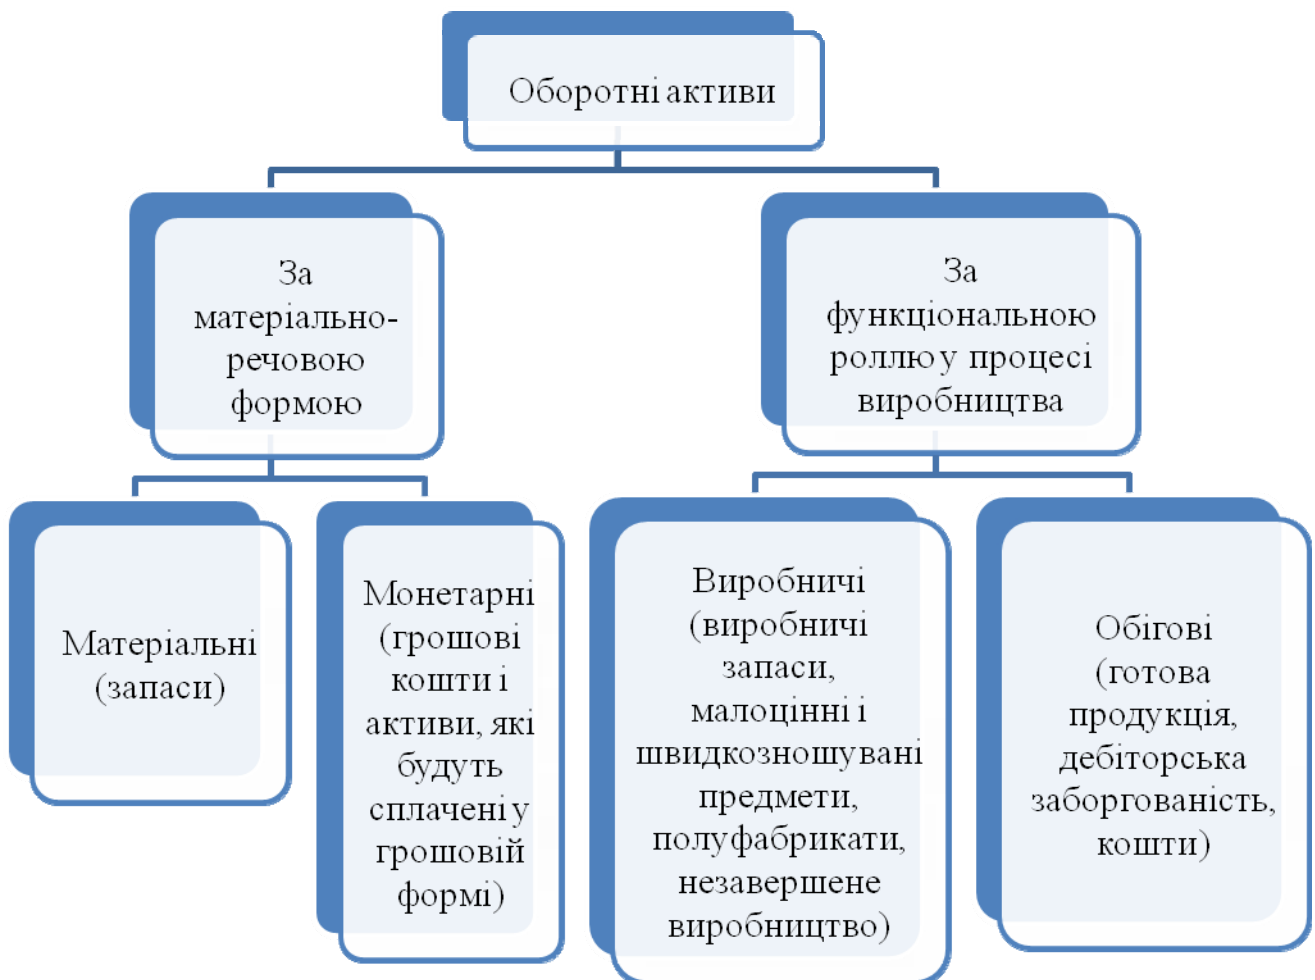 Оборотні активи
За
матеріально-
речовою
формою
За
функціональною
роллю у процесі
виробництва
Матеріальні
(запаси)
Монетарні
(грошові
кошти і
активи, які
будуть
сплачені у
грошовій
формі)
Виробничі
(виробничі
запаси,
малоцінні і
швидкозношувані
предмети,
полуфабрикати,
незавершене
виробництво)
Обігові
(готова
продукція,
дебіторська
заборгованість,
кошти)